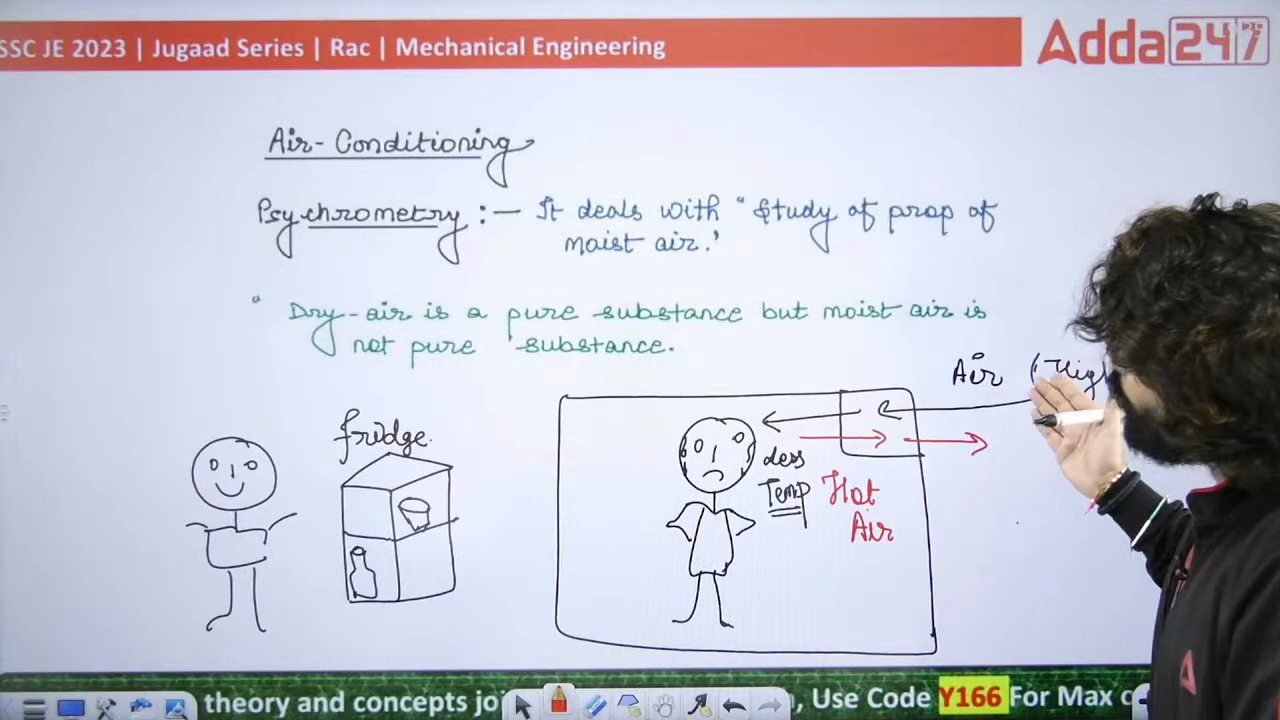 SSC JE 2023 | Jugaad Series | Rac | Mechanical Engineering
Adda247
Air-Conditioning
Psychrometry :- It deals with "Study of prop of
moist air."
" Dry-air is a pure substance but moist air is
not pure substance.
Air (High
fridge
Less
Temp
Hot
Air
theory and concepts
Use Code Y166 For Max